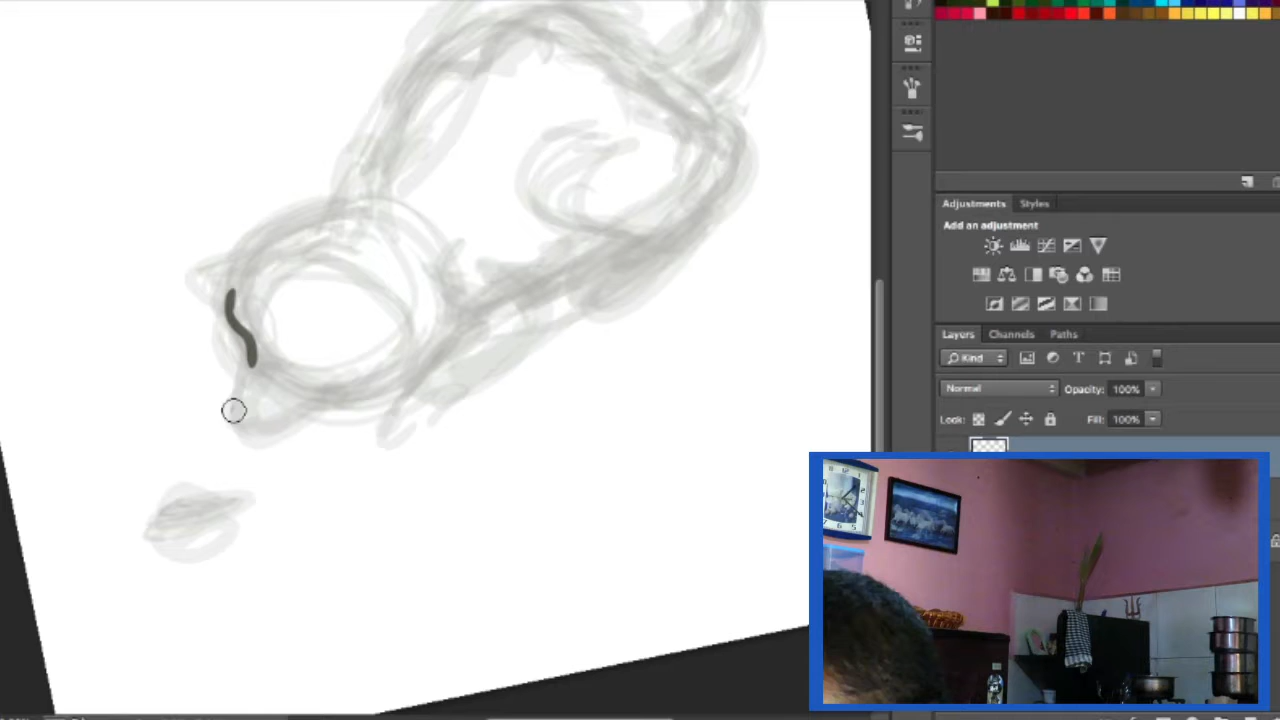 Adjustments Styles
Add an adjustment
Layers Channels Paths
Kind
Normal Opacity: 100%
Lock: Fill: 100%